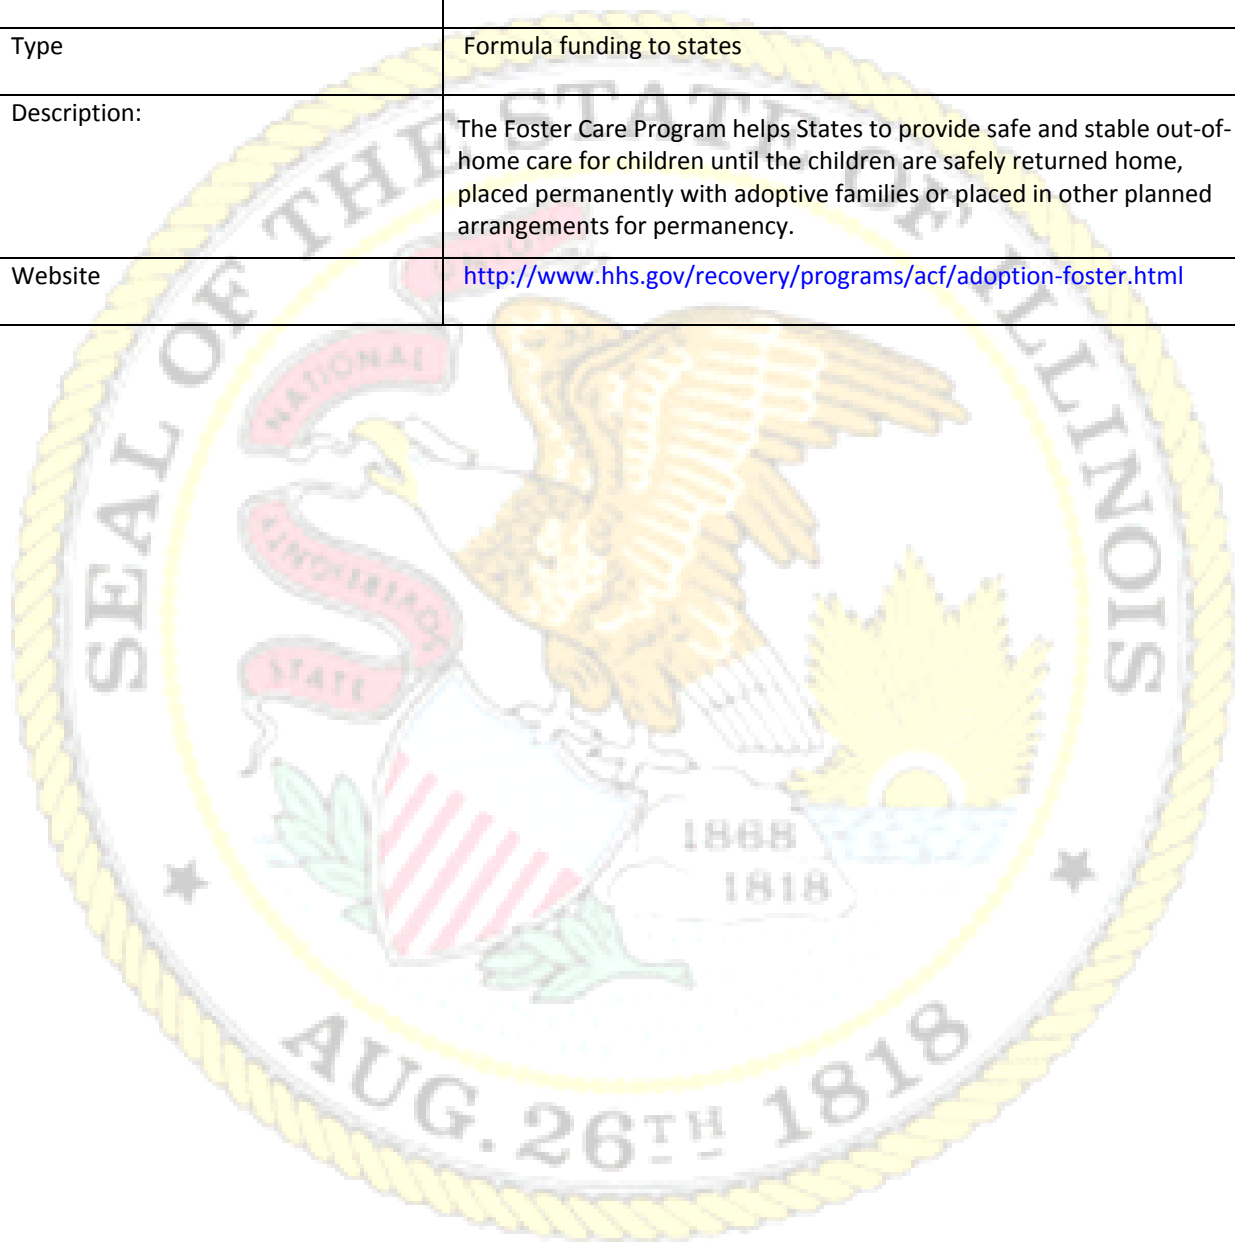 Type
Formula funding to states
Description:
The Foster Care Program helps States to provide safe and stable out-of-
home care for children until the children are safely returned home,
placed permanently with adoptive families or placed in other planned
arrangements for permanency.
Website
http://www.hhs.gov/recovery/programs/acf/adoption-foster.html
SEAL OF THE STATE OF ILLINOIS
NATIONAL
SOVEREIGNTY
STATE
UNION
1868
1818
AUG. 26TH 1818